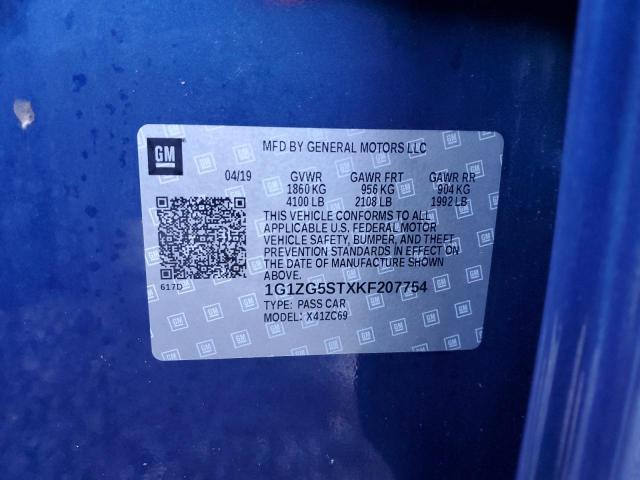 GM
MFD BY GENERAL MOTORS LLC
04/19 GVWR GAWR FRT GAWR RR
1860 KG 956 KG 904 KG
4100 LB 2108 LB 1992 LB
THIS VEHICLE CONFORMS TO ALL
APPLICABLE U.S. FEDERAL MOTOR
VEHICLE SAFETY, BUMPER, AND THEFT
PREVENTION STANDARDS IN EFFECT ON
THE DATE OF MANUFACTURE SHOWN
ABOVE.
617D
1G1ZG5STXKF207754
TYPE: PASS CAR
MODEL: X41ZC69